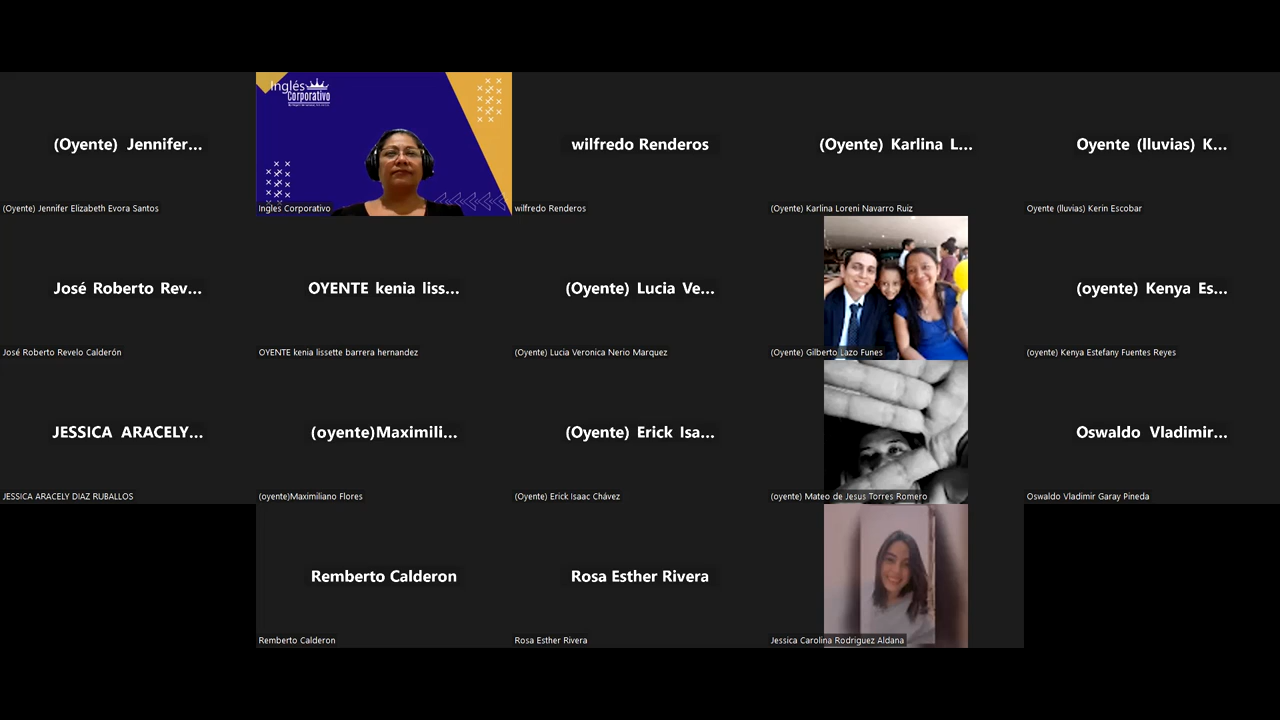 (Oyente) Jennifer...
(Oyente) Jennifer Elizabeth Evora Santos
Inglés
Corporativo
Ingles Corporativo
wilfredo Renderos
wilfredo Renderos
(Oyente) Karlina L...
(Oyente) Karlina Loreni Navarro Ruiz
Oyente (lluvias) K...
Oyente (lluvias) Kerin Escobar
José Roberto Rev...
José Roberto Revelo Calderón
OYENTE kenia liss...
OYENTE kenia lissette barrera hernandez
(Oyente) Lucia Ve...
(Oyente) Lucia Veronica Nerio Marquez
(Oyente) Gilberto Lazo Funes
(oyente) Kenya Es...
(oyente) Kenya Estefany Fuentes Reyes
JESSICA ARACELY...
JESSICA ARACELY DIAZ RUBALLOS
(oyente)Maximili...
(oyente)Maximiliano Flores
(Oyente) Erick Isa...
(Oyente) Erick Isaac Chávez
(oyente) Mateo de Jesus Torres Romero
Oswaldo Vladimir...
Oswaldo Vladimir Garay Pineda
Remberto Calderon
Remberto Calderon
Rosa Esther Rivera
Rosa Esther Rivera
Jessica Carolina Rodriguez Aldana